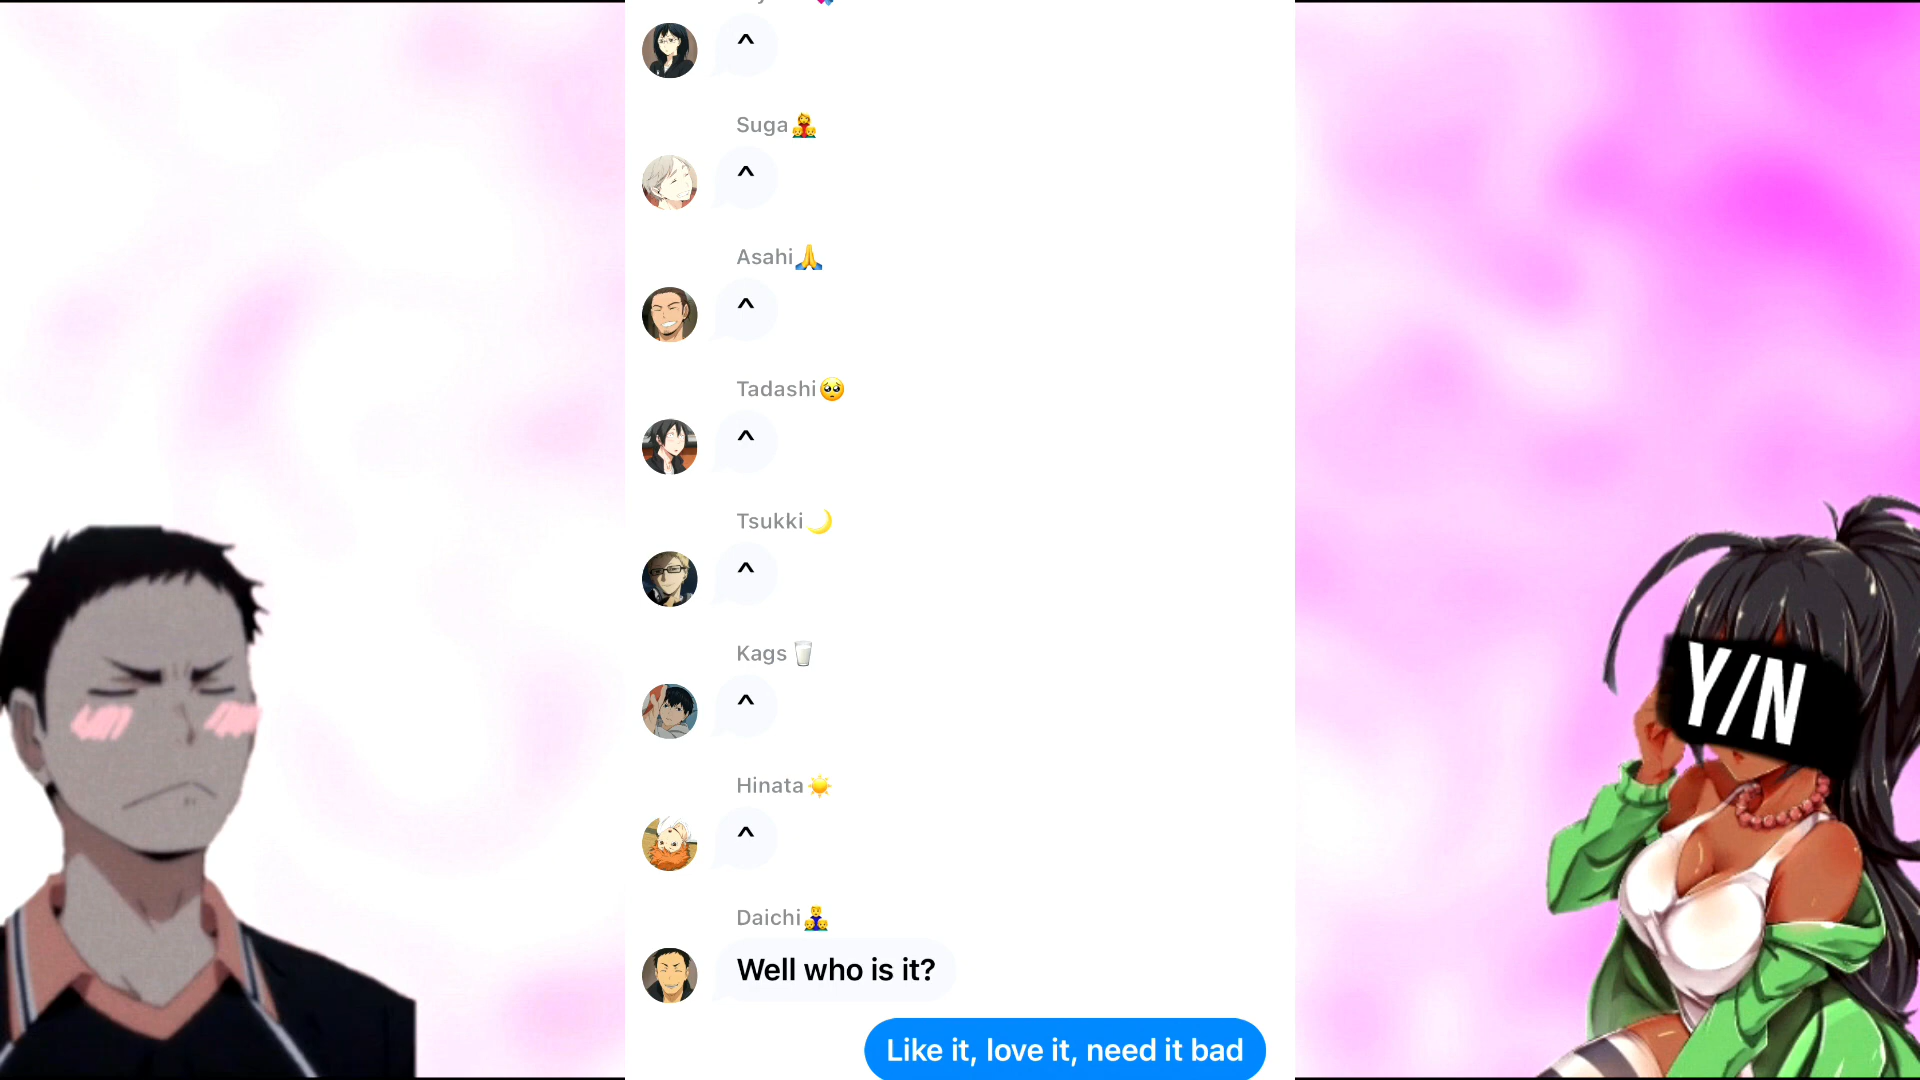 ^
Suga👩‍👧‍👦
^
Asahi🙏
^
Tadashi🥺
^
Tsukki🌙
^
Kags 🥛
^
Hinata☀️
^
Daichi👨‍👦‍👦
Well who is it?
Like it, love it, need it bad
Y/N